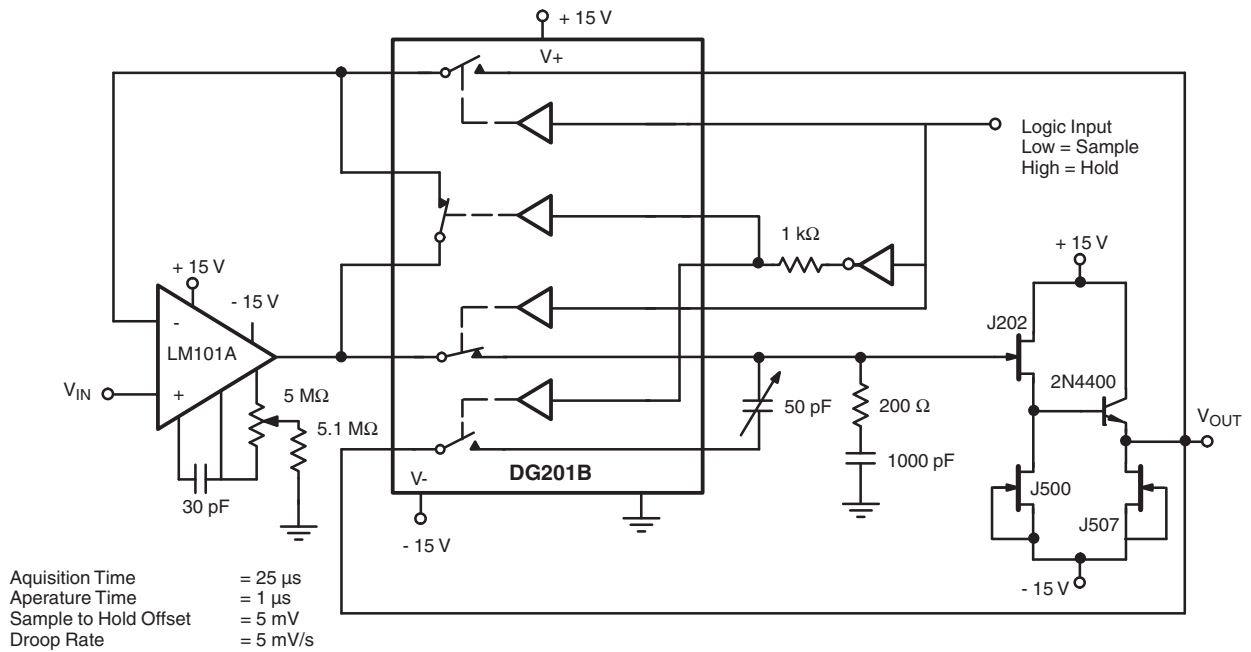 + 15 V
V+
Logic Input
Low = Sample
High = Hold
1 kΩ
+ 15 V
+ 15 V
- 15 V
J202
-
LM101A
2N4400
VIN
+
5 MΩ
50 pF
200 Ω
VOUT
5.1 MΩ
1000 pF
DG201B
J500
V-
30 pF
J507
- 15 V
- 15 V
Aquisition Time = 25 µs
Aperature Time = 1 µs
Sample to Hold Offset = 5 mV
Droop Rate = 5 mV/s